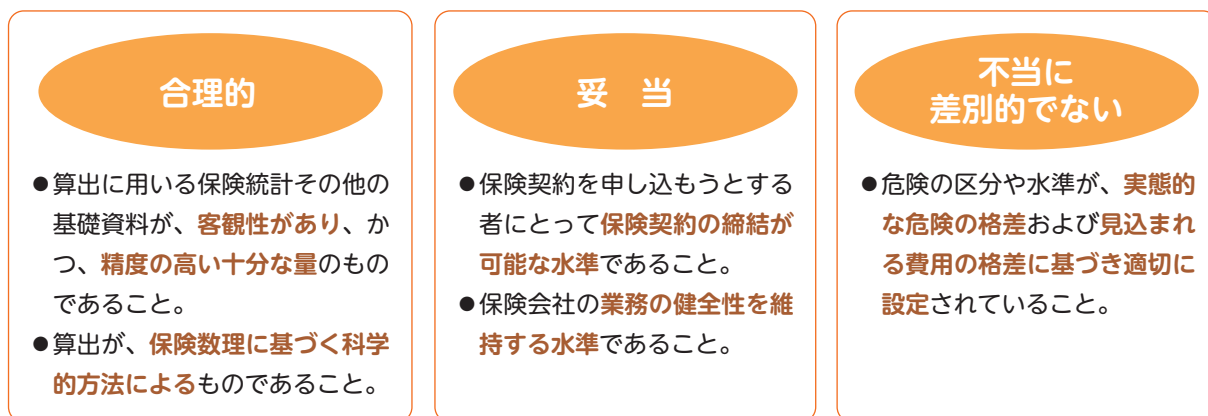 合理的
●算出に用いる保険統計その他の
基礎資料が、客観性があり、か
つ、精度の高い十分な量のもの
であること。
●算出が、保険数理に基づく科学
的方法によるものであること。
妥　当
●保険契約を申し込もうとする
者にとって保険契約の締結が
可能な水準であること。
●保険会社の業務の健全性を維
持する水準であること。
不当に
差別的でない
●危険の区分や水準が、実態的
な危険の格差および見込まれ
る費用の格差に基づき適切に
設定されていること。